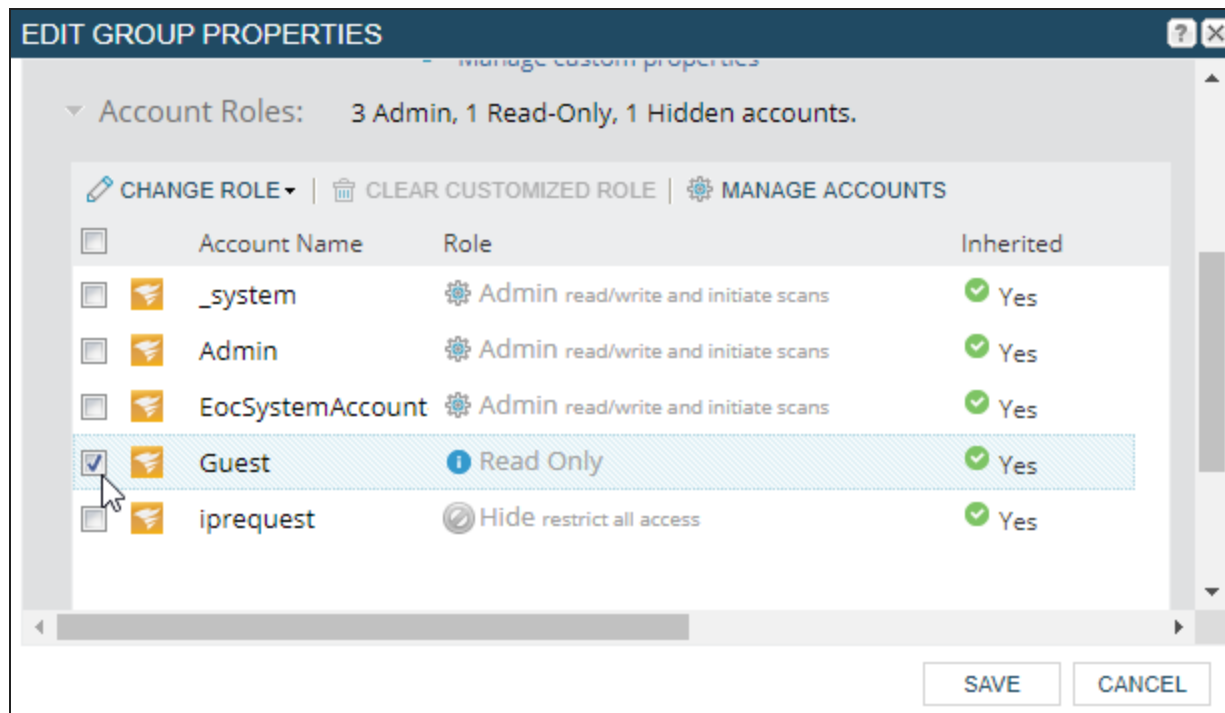 EDIT GROUP PROPERTIES ?
Manage custom properties
Account Roles: 3 Admin, 1 Read-Only, 1 Hidden accounts.
CHANGE ROLE | CLEAR CUSTOMIZED ROLE | MANAGE ACCOUNTS
Account Name Role Inherited
_system Admin read/write and initiate scans Yes
Admin Admin read/write and initiate scans Yes
EocSystemAccount Admin read/write and initiate scans Yes
Guest Read Only Yes
iprequest Hide restrict all access Yes
SAVE CANCEL